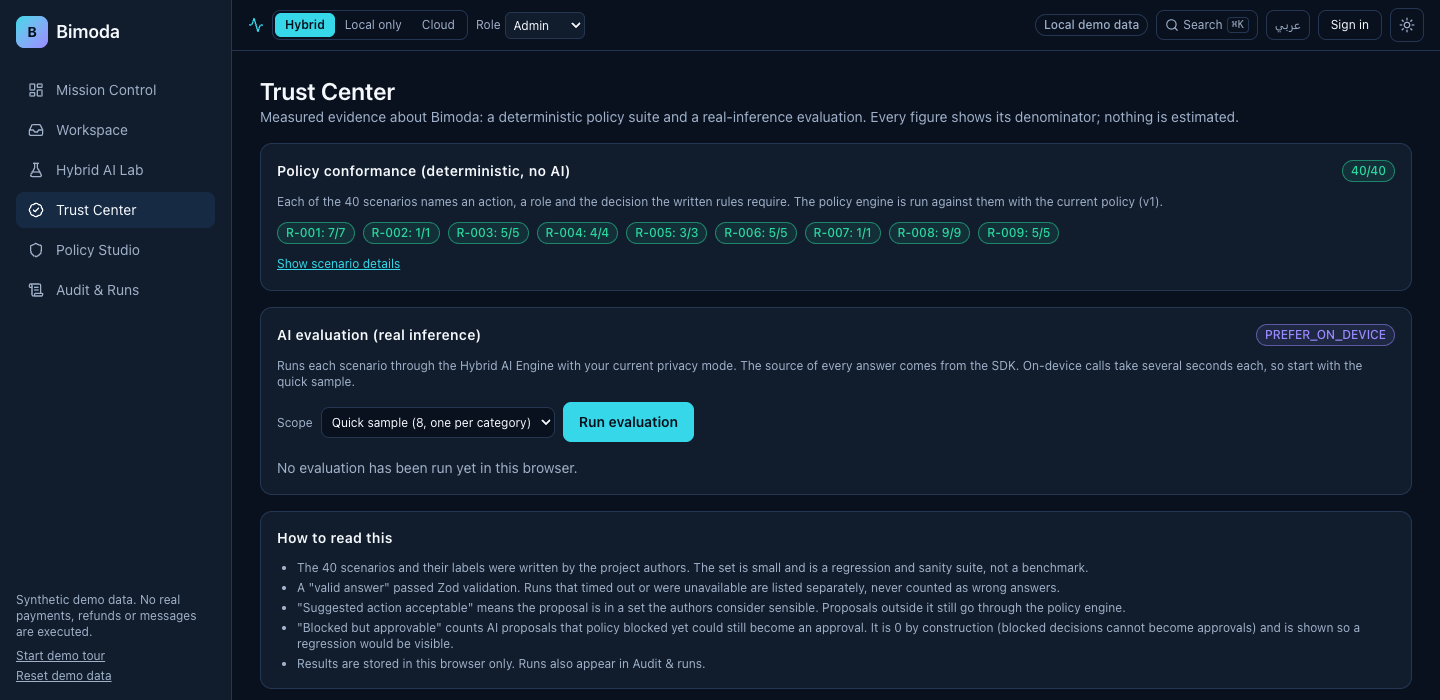 B Bimoda
Mission Control
Workspace
Hybrid AI Lab
Trust Center
Policy Studio
Audit & Runs
Synthetic demo data. No real
payments, refunds or messages
are executed.
Start demo tour
Reset demo data
Hybrid Local only Cloud Role Admin Local demo data Search ⌘K عربي Sign in
Trust Center
Measured evidence about Bimoda: a deterministic policy suite and a real-inference evaluation. Every figure shows its denominator; nothing is estimated.
Policy conformance (deterministic, no AI) 40/40
Each of the 40 scenarios names an action, a role and the decision the written rules require. The policy engine is run against them with the current policy (v1).
R-001: 7/7 R-002: 1/1 R-003: 5/5 R-004: 4/4 R-005: 3/3 R-006: 5/5 R-007: 1/1 R-008: 9/9 R-009: 5/5
Show scenario details
AI evaluation (real inference) PREFER_ON_DEVICE
Runs each scenario through the Hybrid AI Engine with your current privacy mode. The source of every answer comes from the SDK. On-device calls take several seconds each, so start with the
quick sample.
Scope Quick sample (8, one per category) Run evaluation
No evaluation has been run yet in this browser.
How to read this
• The 40 scenarios and their labels were written by the project authors. The set is small and is a regression and sanity suite, not a benchmark.
• A "valid answer" passed Zod validation. Runs that timed out or were unavailable are listed separately, never counted as wrong answers.
• "Suggested action acceptable" means the proposal is in a set the authors consider sensible. Proposals outside it still go through the policy engine.
• "Blocked but approvable" counts AI proposals that policy blocked yet could still become an approval. It is 0 by construction (blocked decisions cannot become approvals) and is shown so a
regression would be visible.
• Results are stored in this browser only. Runs also appear in Audit & runs.